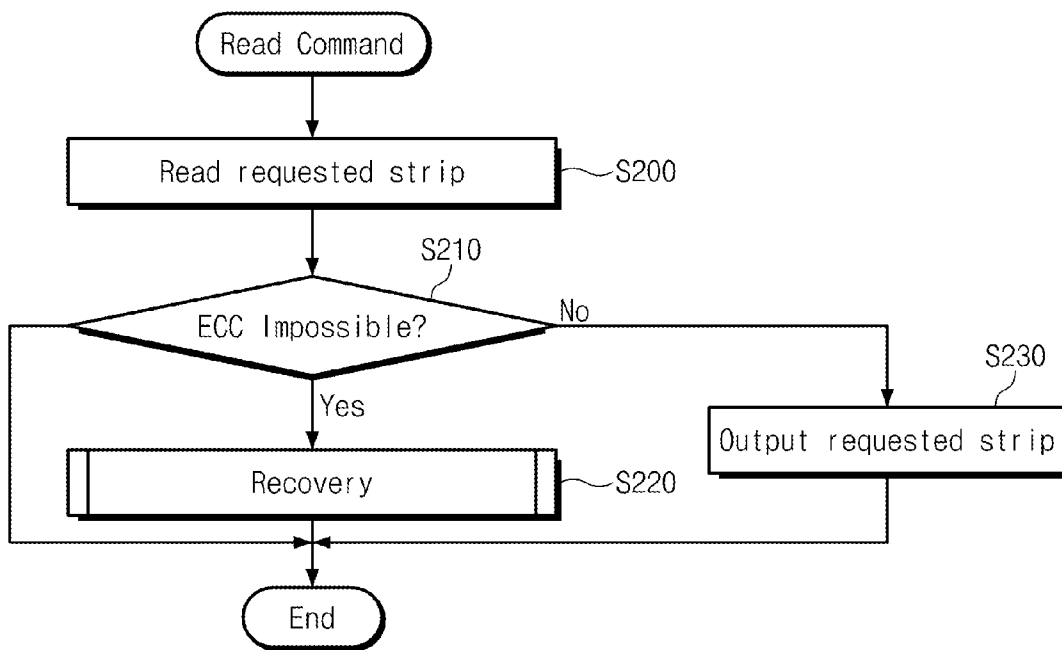 Read Command
Read requested strip
S200
S210
ECC Impossible?
No
S230
Yes
Output requested strip
Recovery
S220
End